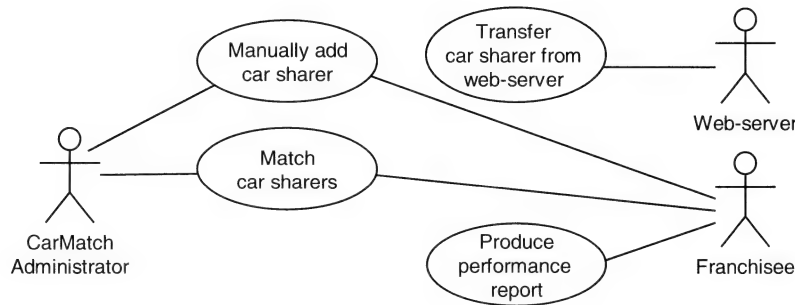 Manually add
car sharer
Transfer
car sharer from
web-server
Web-server
Match
car sharers
CarMatch
Administrator
Produce
performance
report
Franchisee